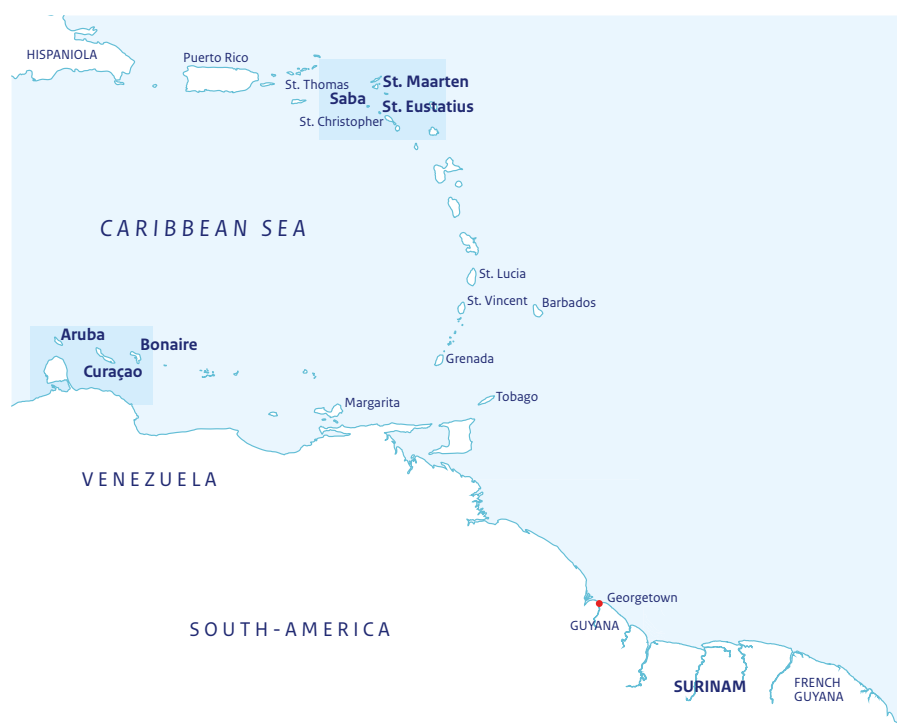 HISPANIOLA
Puerto Rico
St. Thomas
St. Maarten
Saba
St. Eustatius
St. Christopher
CARIBBEAN SEA
St. Lucia
St. Vincent
Barbados
Aruba
Bonaire
Curaçao
Grenada
Margarita
Tobago
VENEZUELA
Georgetown
GUYANA
SOUTH-AMERICA
SURINAM
FRENCH
GUYANA